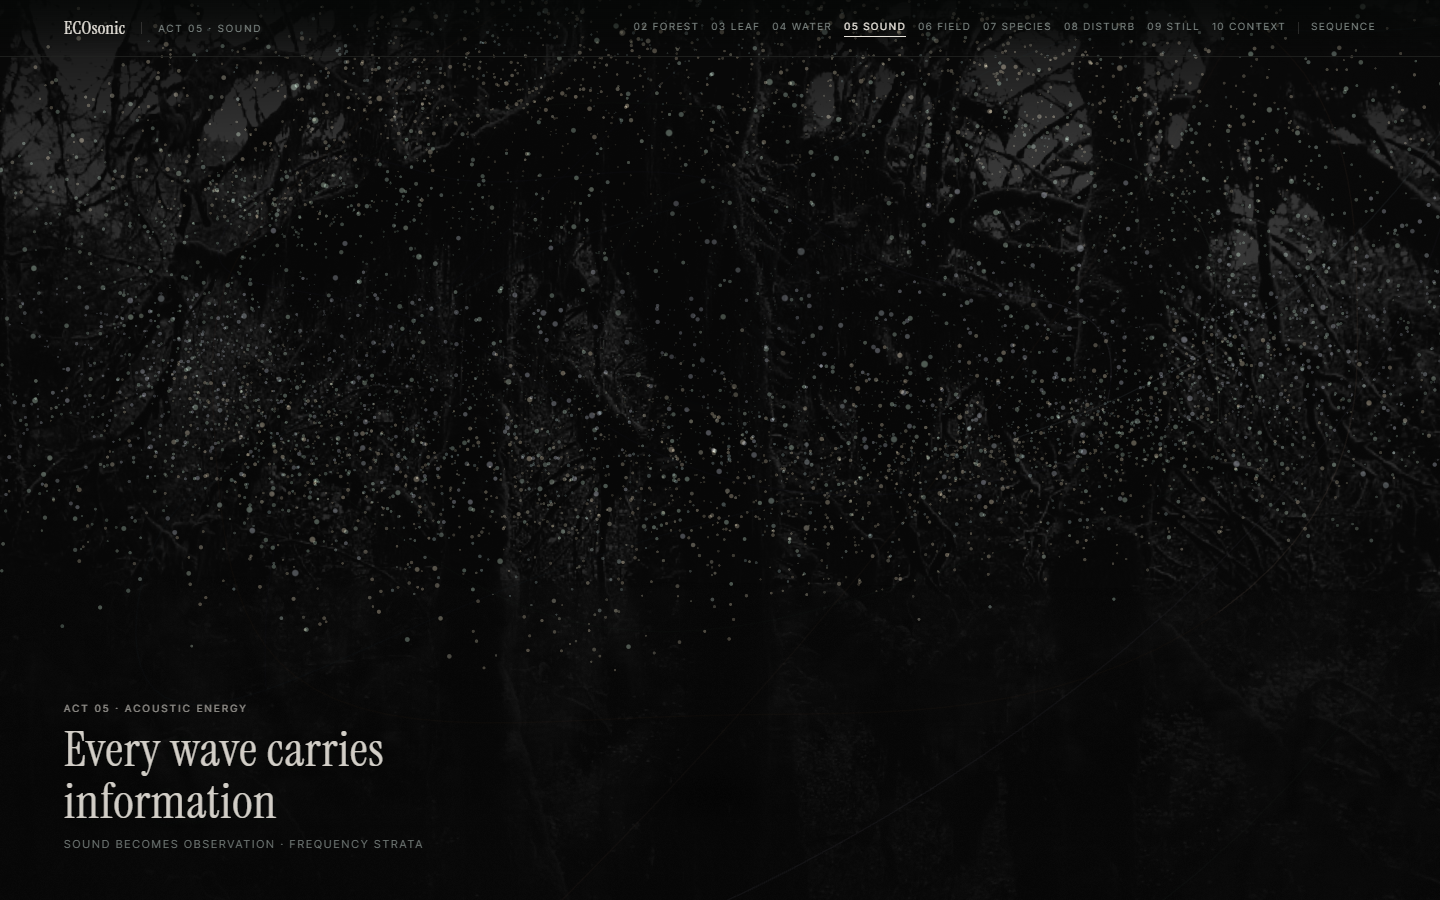 ECOsonic
ACT 05 · SOUND
02 FOREST 03 LEAF 04 WATER 05 SOUND 06 FIELD 07 SPECIES 08 DISTURB 09 STILL 10 CONTEXT SEQUENCE
ACT 05 · ACOUSTIC ENERGY
Every wave carries
information
SOUND BECOMES OBSERVATION · FREQUENCY STRATA